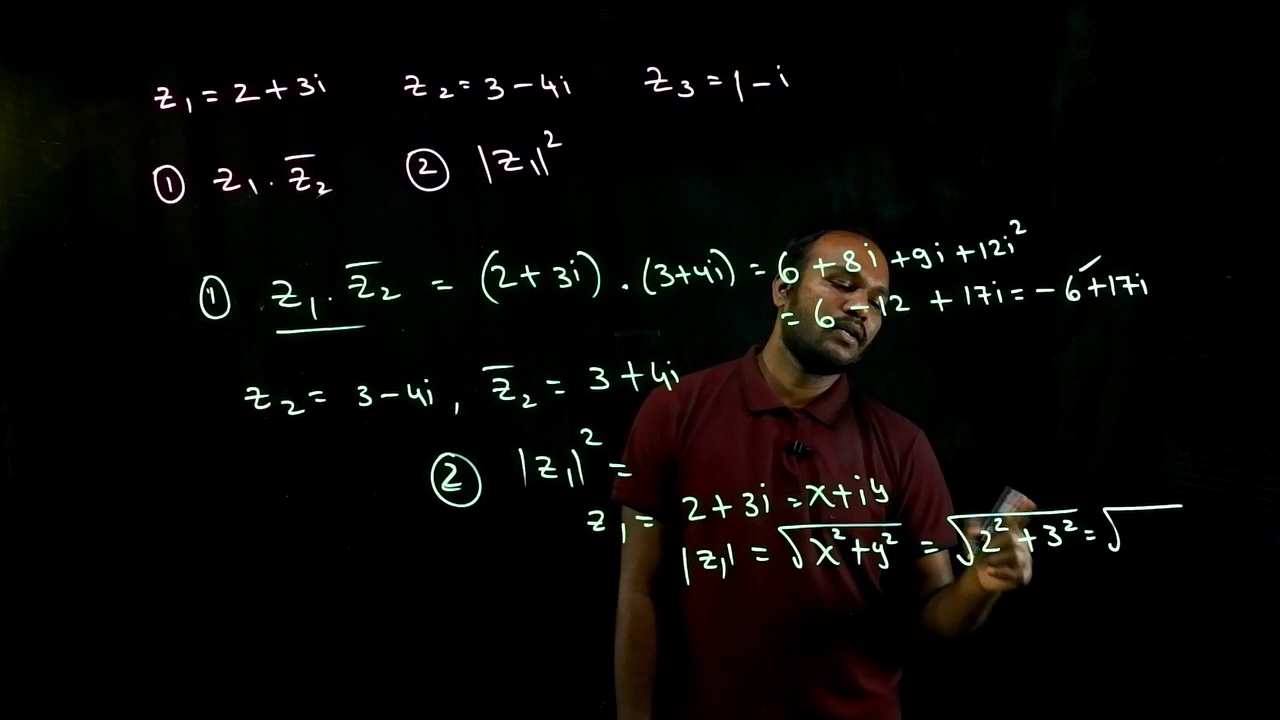 z₁ = 2 + 3i z₂ = 3 − 4i z₃ = 1 − i
① z₁ · z̅₂ ② |z₁|²
① z₁ · z̅₂ = (2 + 3i) · (3+4i) = 6 + 8i + 9i + 12i²
= 6 − 12 + 17i = − 6 + 17i
z₂ = 3 − 4i , z̅₂ = 3 + 4i
② |z₁|² =
z₁ = 2 + 3i = x + iy
|z₁| = √(x² + y²) = √(2² + 3²) = √